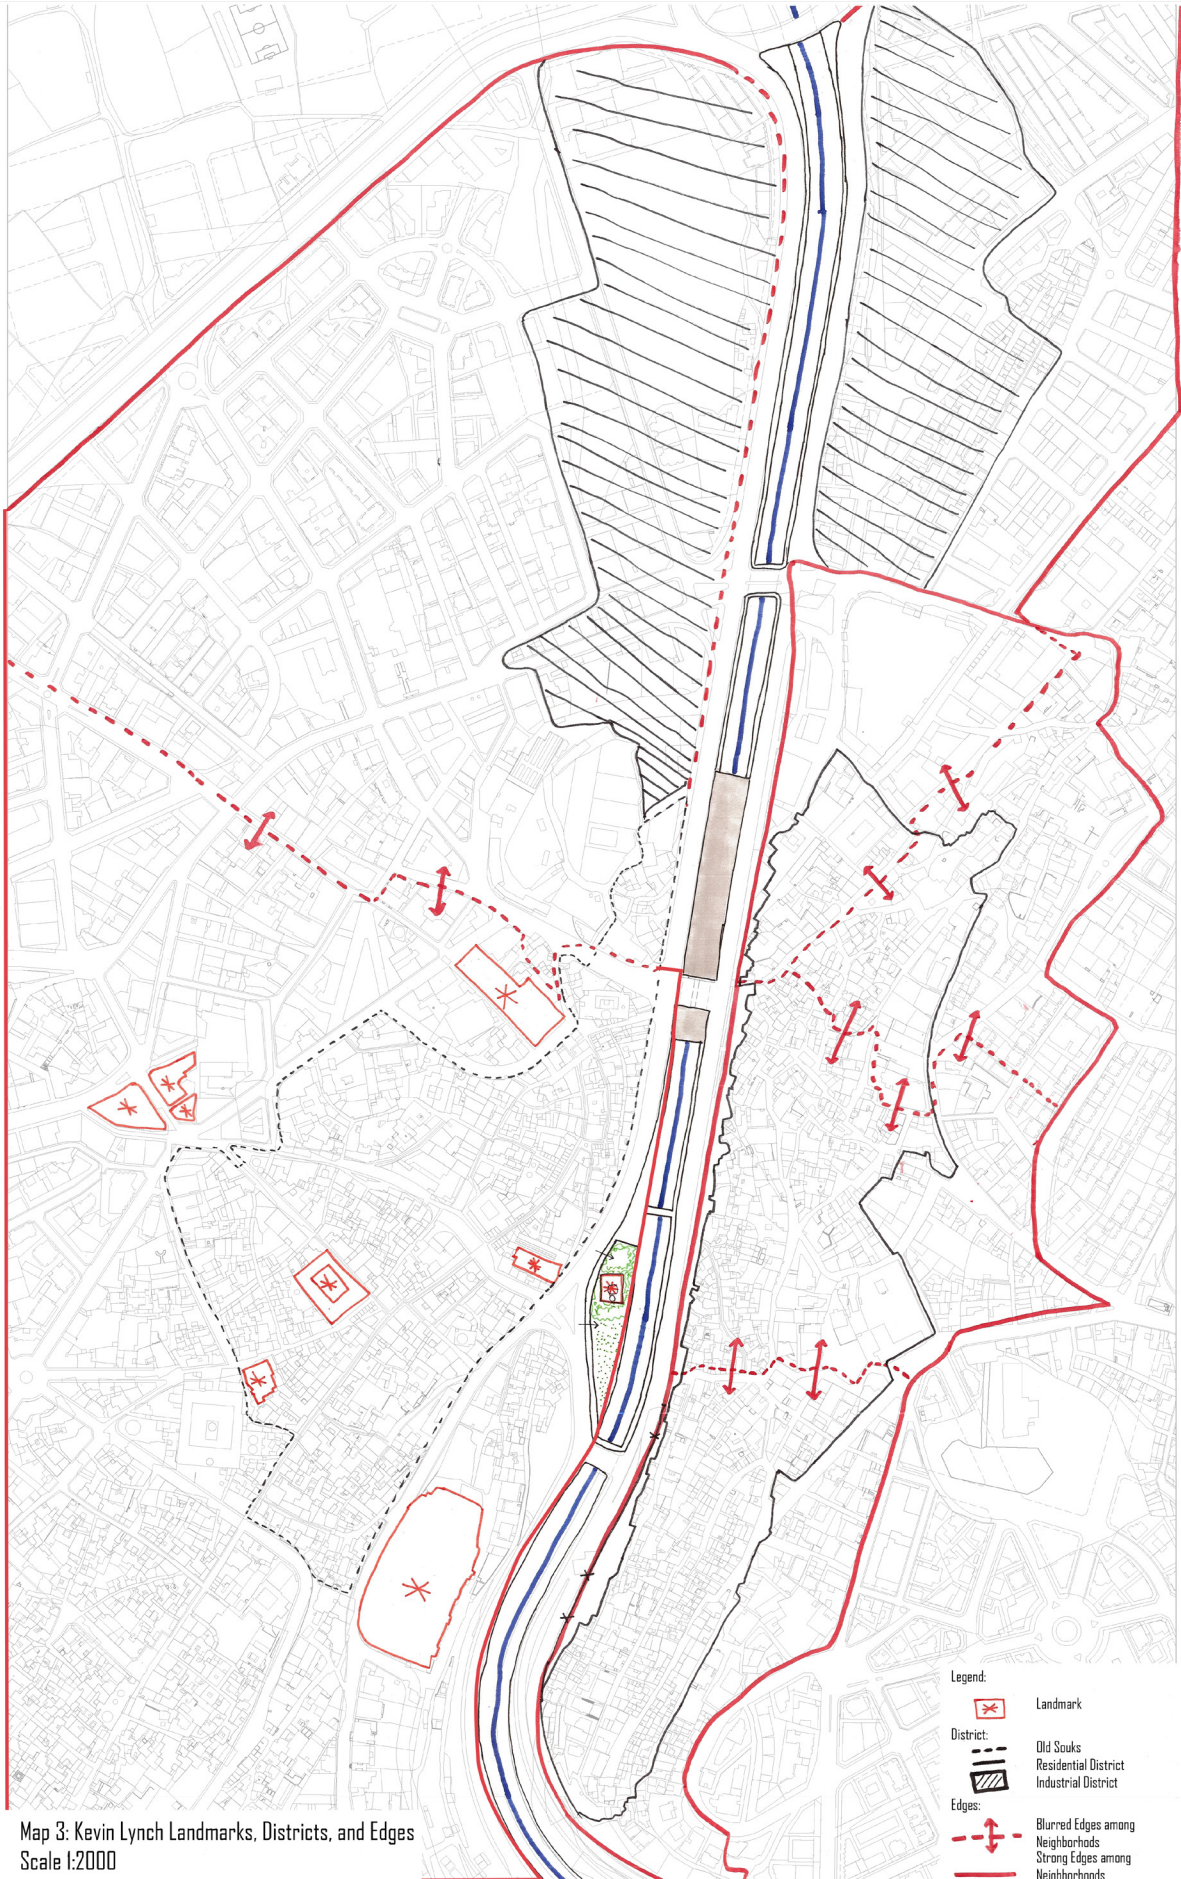 Legend:
Landmark
District:
Old Souks
Residential District
Industrial District
Edges:
Blurred Edges among
Neighborhods
Strong Edges among
Neighborhoods
Map 3: Kevin Lynch Landmarks, Districts, and Edges
Scale 1:2000